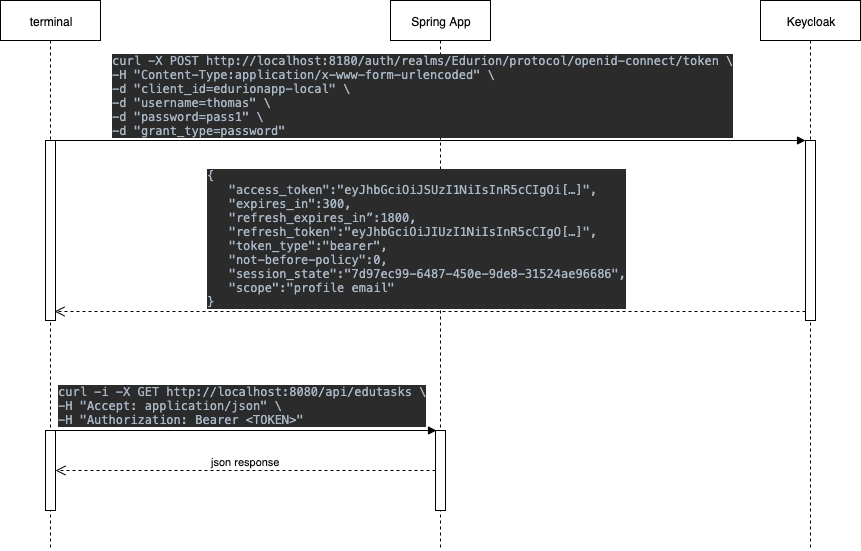 terminal
Spring App
Keycloak
curl -X POST http://localhost:8180/auth/realms/Edurion/protocol/openid-connect/token \
-H "Content-Type:application/x-www-form-urlencoded" \
-d "client_id=edurionapp-local" \
-d "username=thomas" \
-d "password=pass1" \
-d "grant_type=password"
{
"access_token":"eyJhbGciOiJSUzI1NiIsInR5cCIgOi[…]",
"expires_in":300,
"refresh_expires_in”:1800,
"refresh_token":"eyJhbGciOiJIUzI1NiIsInR5cCIgO[…]",
"token_type":"bearer",
"not-before-policy":0,
"session_state":"7d97ec99-6487-450e-9de8-31524ae96686",
"scope":"profile email"
}
curl -i -X GET http://localhost:8080/api/edutasks \
-H "Accept: application/json" \
-H "Authorization: Bearer <TOKEN>"
json response